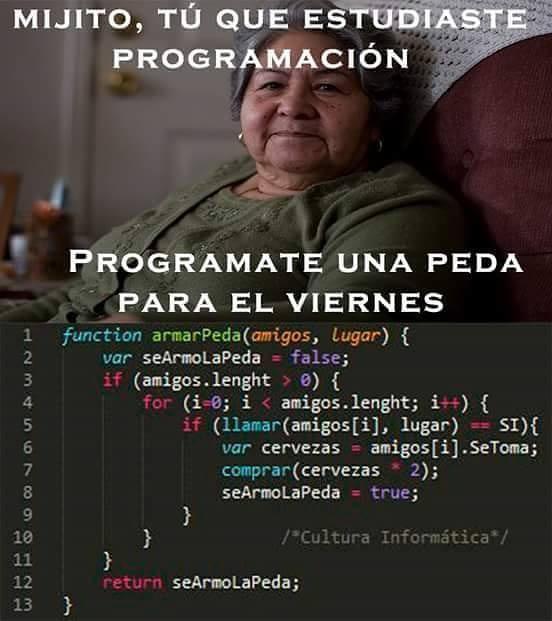 MIJITO, TÚ QUE ESTUDIASTE
PROGRAMACIÓN
PROGRAMATE UNA PEDA
PARA EL VIERNES
1 function armarPeda(amigos, lugar) {
2 var seArmoLaPeda = false;
3 if (amigos.lenght > 0) {
4 for (i=0; i < amigos.lenght; i++) {
5 if (llamar(amigos[i], lugar) == SI){
6 var cervezas = amigos[i].SeToma;
7 comprar(cervezas * 2);
8 seArmoLaPeda = true;
9 }
10 } /*Cultura Informática*/
11 }
12 return seArmoLaPeda;
13 }